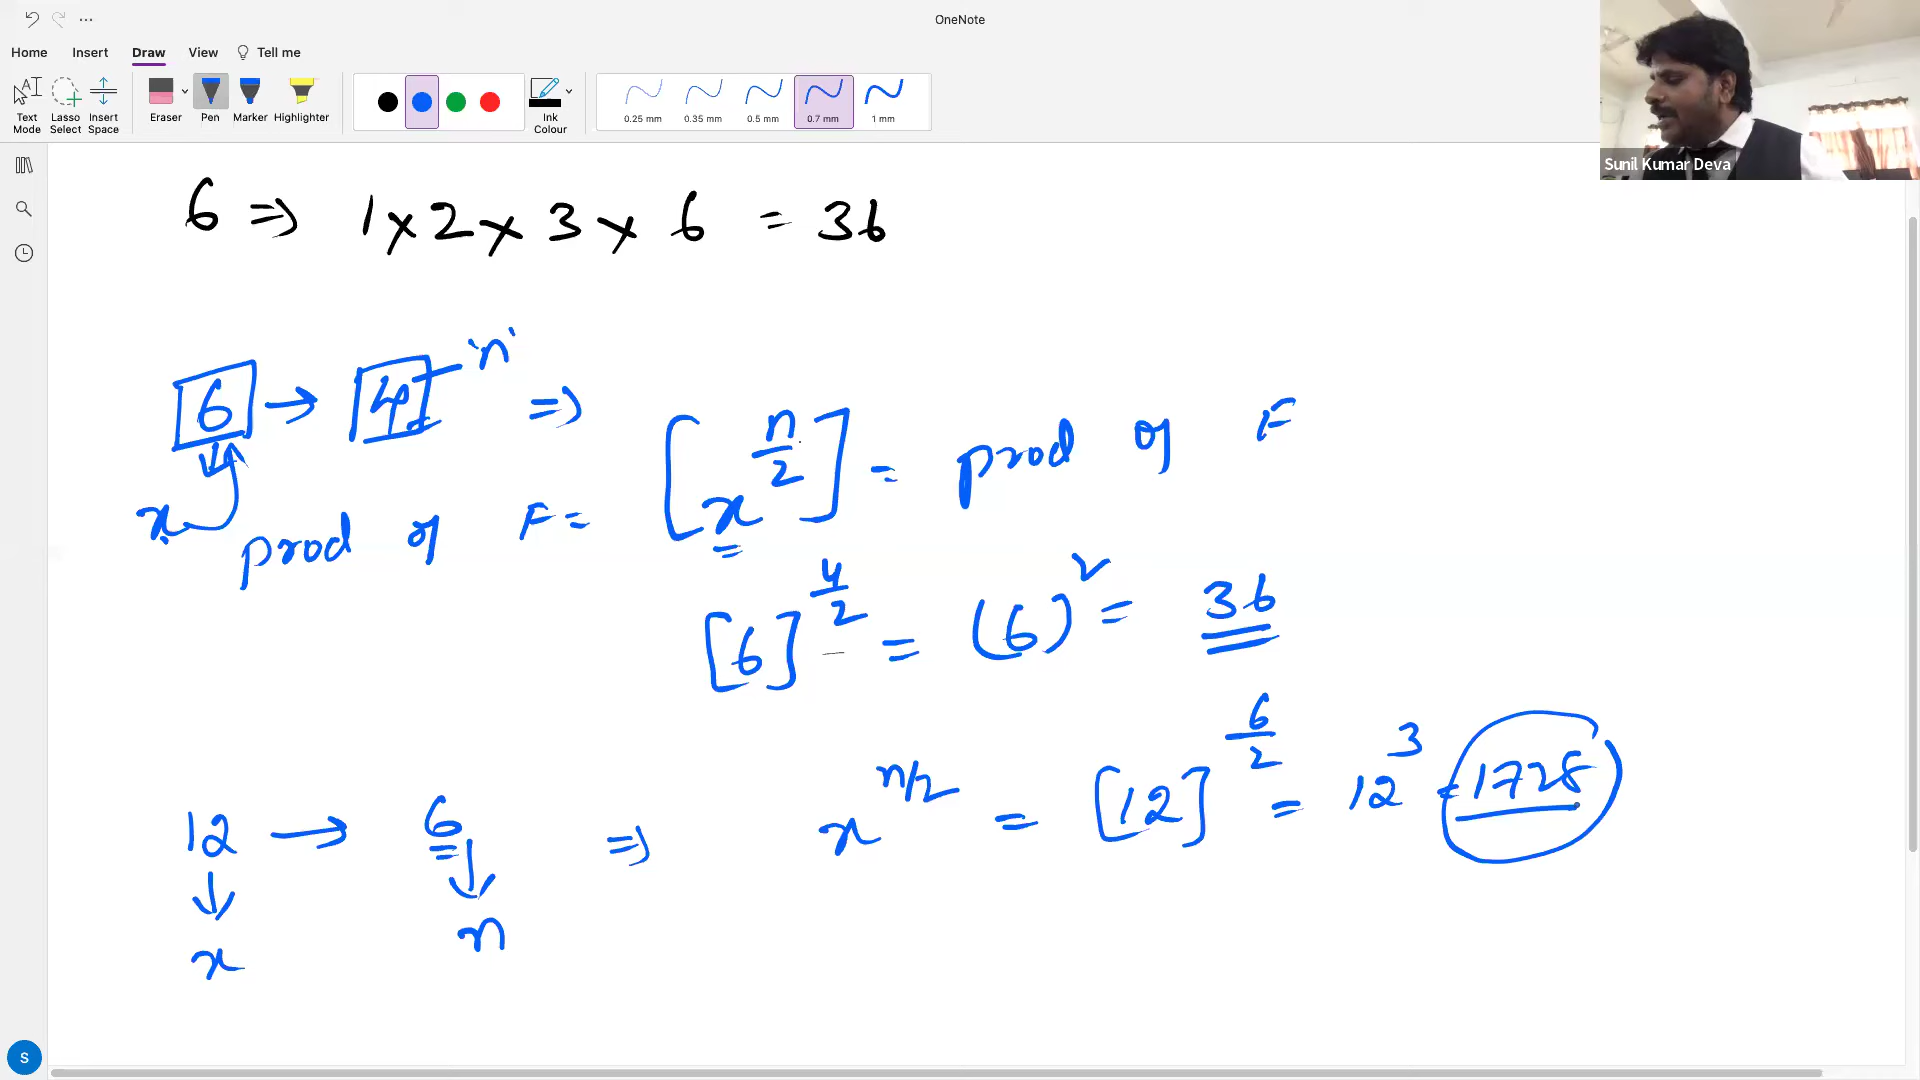 OneNote
Home Insert Draw View Tell me
Text Mode Lasso Select Insert Space Eraser Pen Marker Highlighter Ink Colour 0.25 mm 0.35 mm 0.5 mm 0.7 mm 1 mm
Sunil Kumar Deva
6 ⇒ 1 × 2 × 3 × 6 = 36
6 → 4 'n' ⇒ [x^(n/2)] = prod of F
x prod of F =
[6]^(4/2) = (6)^2 = 36
12 → 6 ⇒ x^(n/2) = [12]^(6/2) = 12^3 = 1728
↓ ↓
x n
S